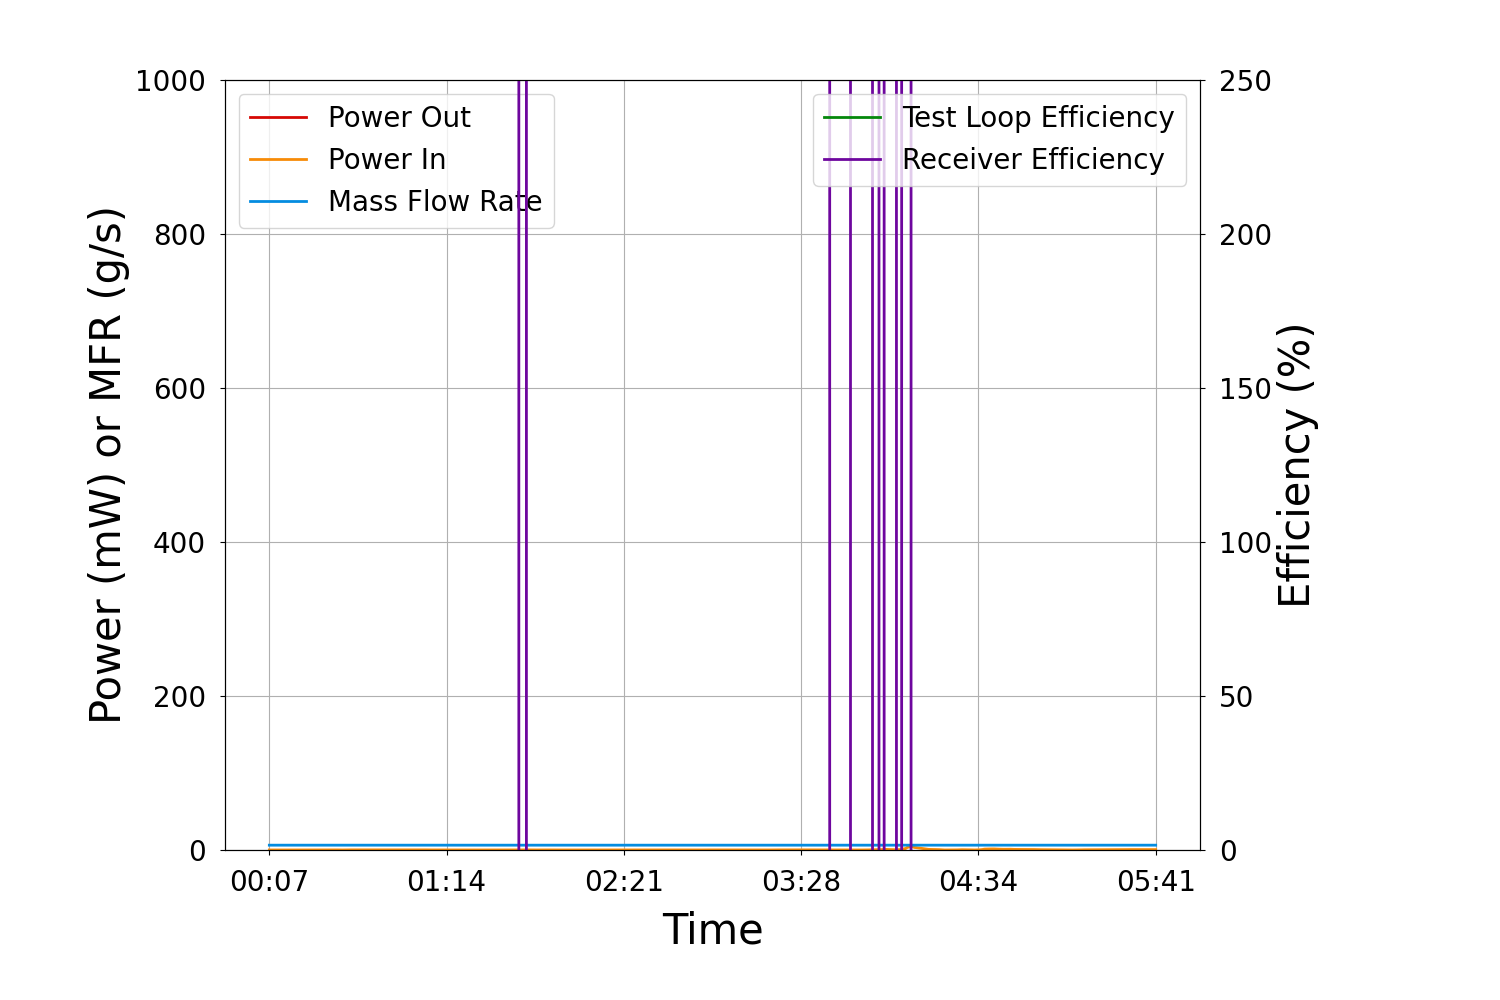 1000
800
600
400
200
0
Power (mW) or MFR (g/s)
Power Out
Power In
Mass Flow Rate
Test Loop Efficiency
Receiver Efficiency
250
200
150
100
50
0
Efficiency (%)
00:07 01:14 02:21 03:28 04:34 05:41
Time